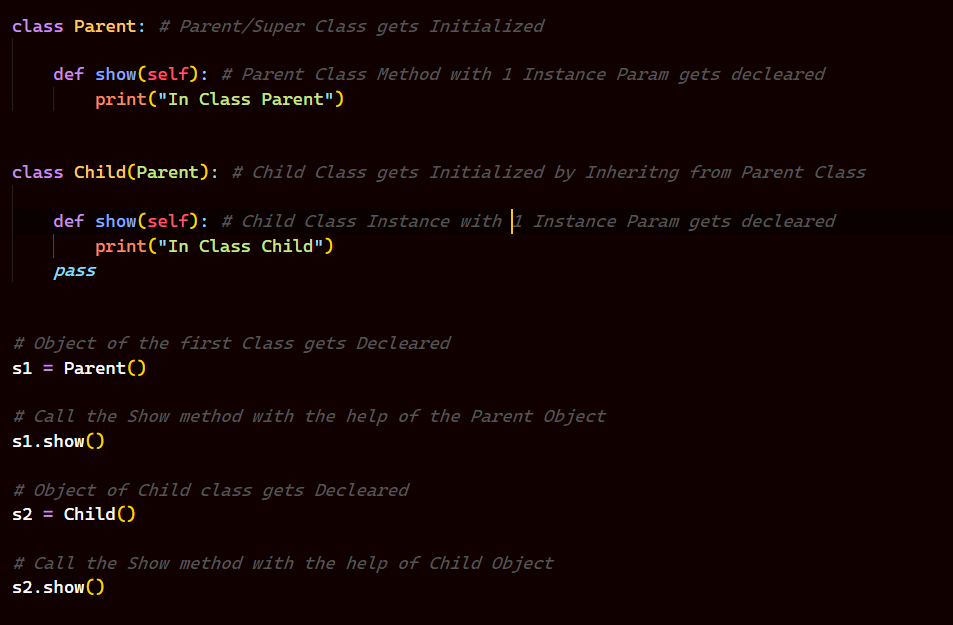 class Parent: # Parent/Super Class gets Initialized
def show(self): # Parent Class Method with 1 Instance Param gets decleared
print("In Class Parent")
class Child(Parent): # Child Class gets Initialized by Inheritng from Parent Class
def show(self): # Child Class Instance with 1 Instance Param gets decleared
print("In Class Child")
pass
# Object of the first Class gets Decleared
s1 = Parent()
# Call the Show method with the help of the Parent Object
s1.show()
# Object of Child class gets Decleared
s2 = Child()
# Call the Show method with the help of Child Object
s2.show()